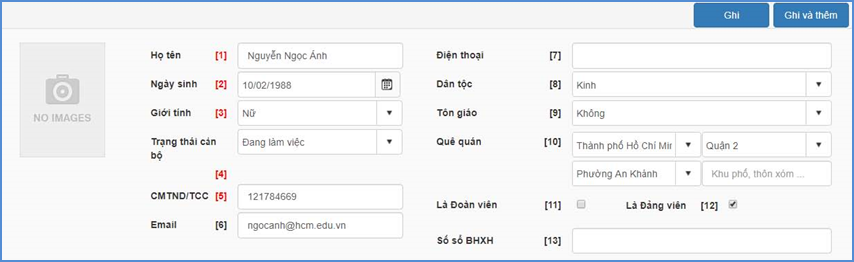 Ghi
Ghi và thêm
NO IMAGES
Họ tên [1] Nguyễn Ngọc Ánh
Ngày sinh [2] 10/02/1988
Giới tính [3] Nữ
Trạng thái cán bộ
[4] Đang làm việc
CMTND/TCC [5] 121784669
Email [6] ngocanh@hcm.edu.vn
Điện thoại [7]
Dân tộc [8] Kinh
Tôn giáo [9] Không
Quê quán [10] Thành phố Hồ Chí Min Quận 2
Phường An Khánh Khu phố, thôn xóm ...
Là Đoàn viên [11] Là Đảng viên [12]
Số sổ BHXH [13]